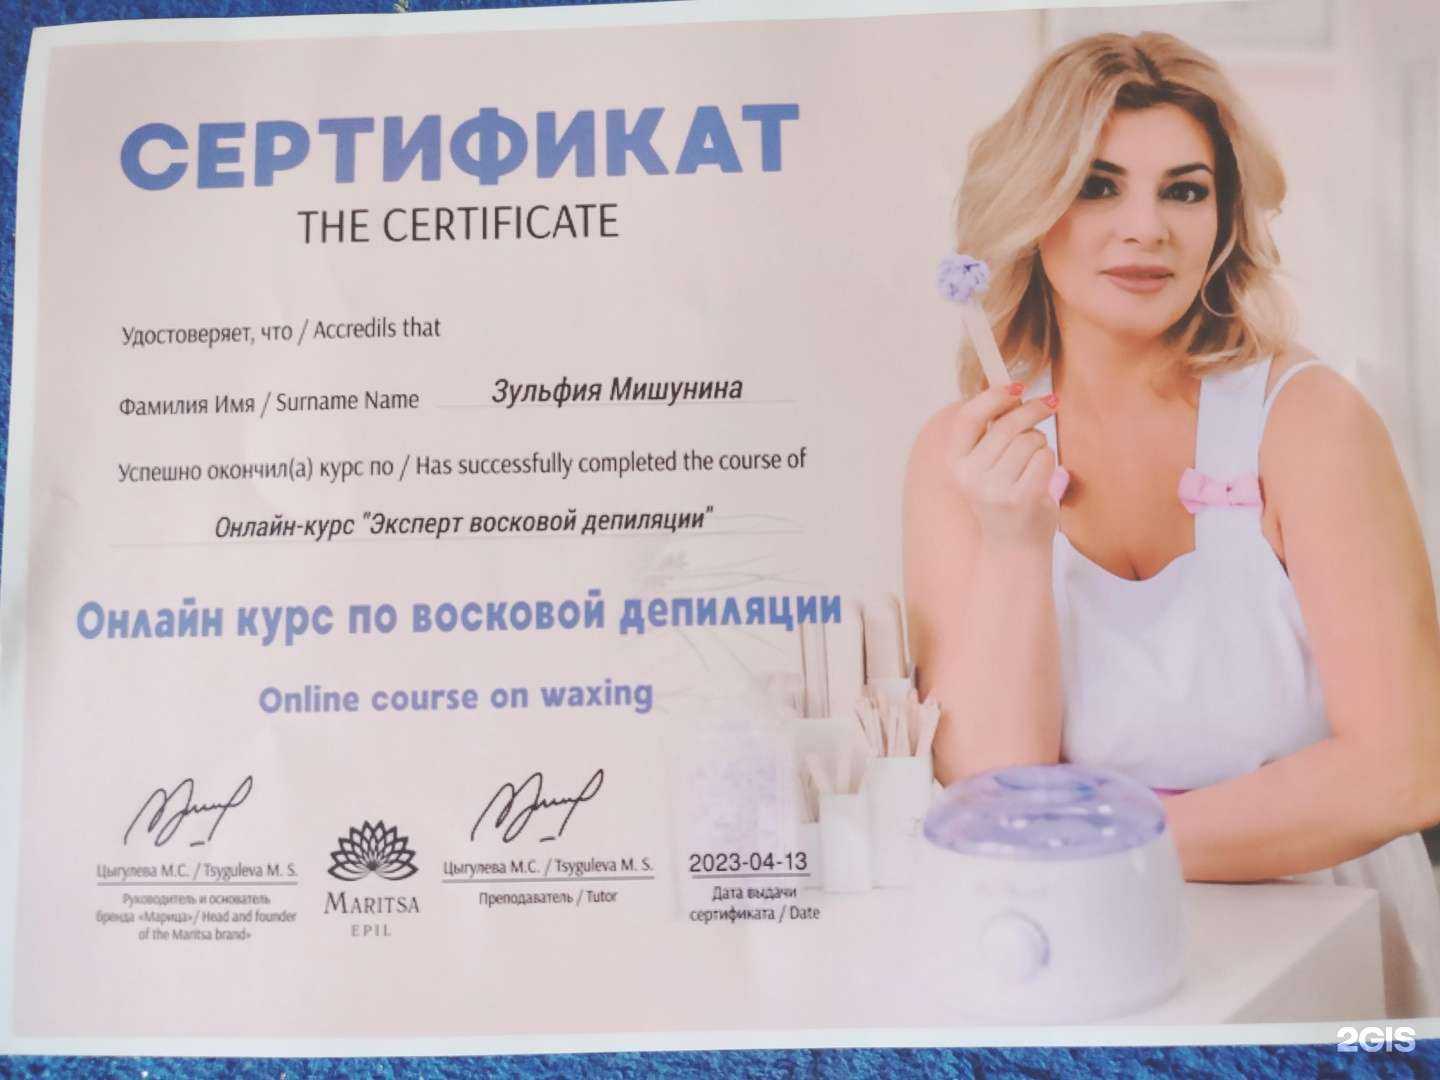 СЕРТИФИКАТ
THE CERTIFICATE
Удостоверяет, что / Accredils that
Фамилия Имя / Surname Name Зульфия Мишунина
Успешно окончил(а) курс по / Has successfully completed the course of
Онлайн-курс "Эксперт восковой депиляции"
Онлайн курс по восковой депиляции
Online course on waxing
Цыгулева М.С. / Tsyguleva M. S.
Руководитель и основатель
бренда «Марица» / Head and founder
of the Maritsa brand»
MARITSA
EPIL
Цыгулева М.С. / Tsyguleva M. S.
Преподаватель / Tutor
2023-04-13
Дата выдачи
сертификата / Date
2GIS